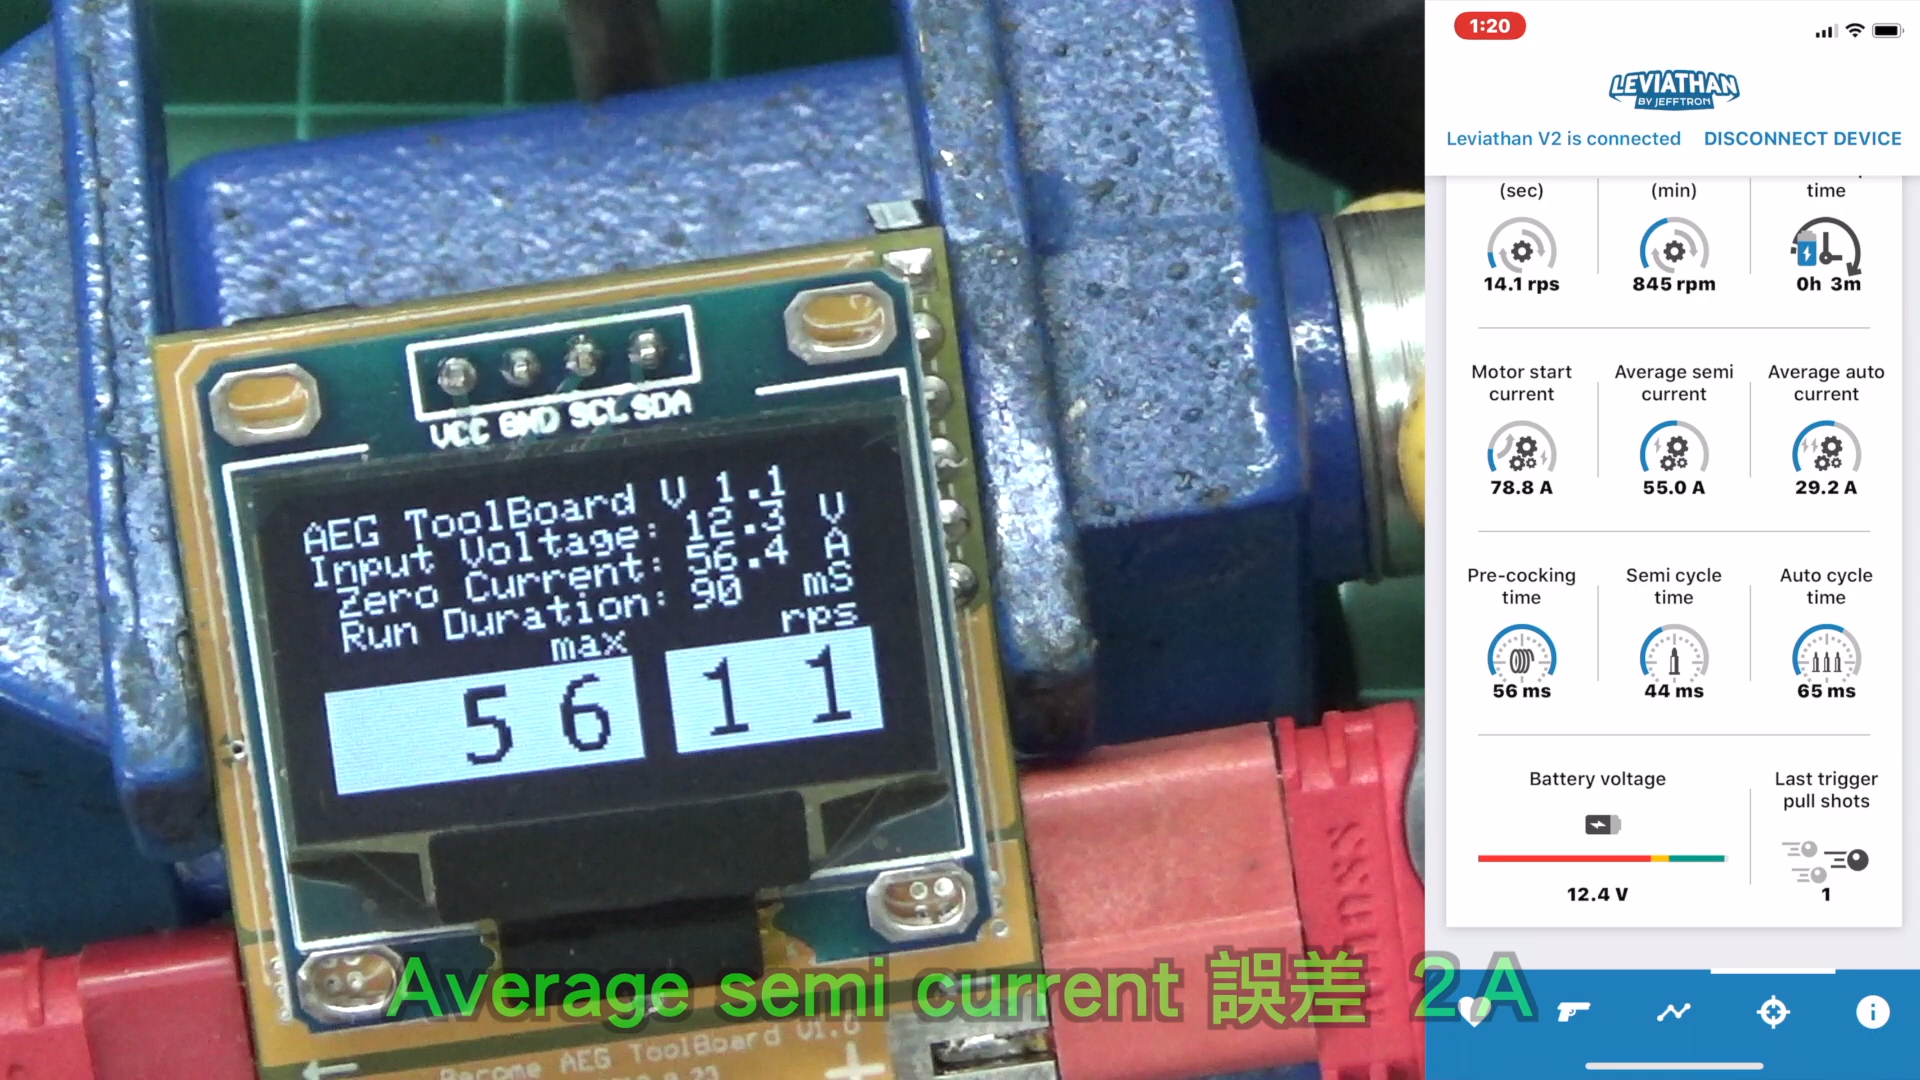 VCC GND SCL SDA
AEG ToolBoard V 1.1
Input Voltage: 12.3 V
Zero Current: 56.4 A
Run Duration: 90 mS
max rps
56 11
AEG ToolBoard V1.0
1:20
LEVIATHAN
BY JEFFTRON
Leviathan V2 is connected DISCONNECT DEVICE
(sec) (min) time
14.1 rps 845 rpm 0h 3m
Motor start current
Average semi current
Average auto current
78.8 A 55.0 A 29.2 A
Pre-cocking time
Semi cycle time
Auto cycle time
56 ms 44 ms 65 ms
Battery voltage
Last trigger pull shots
12.4 V 1
Average semi current 誤差 2A